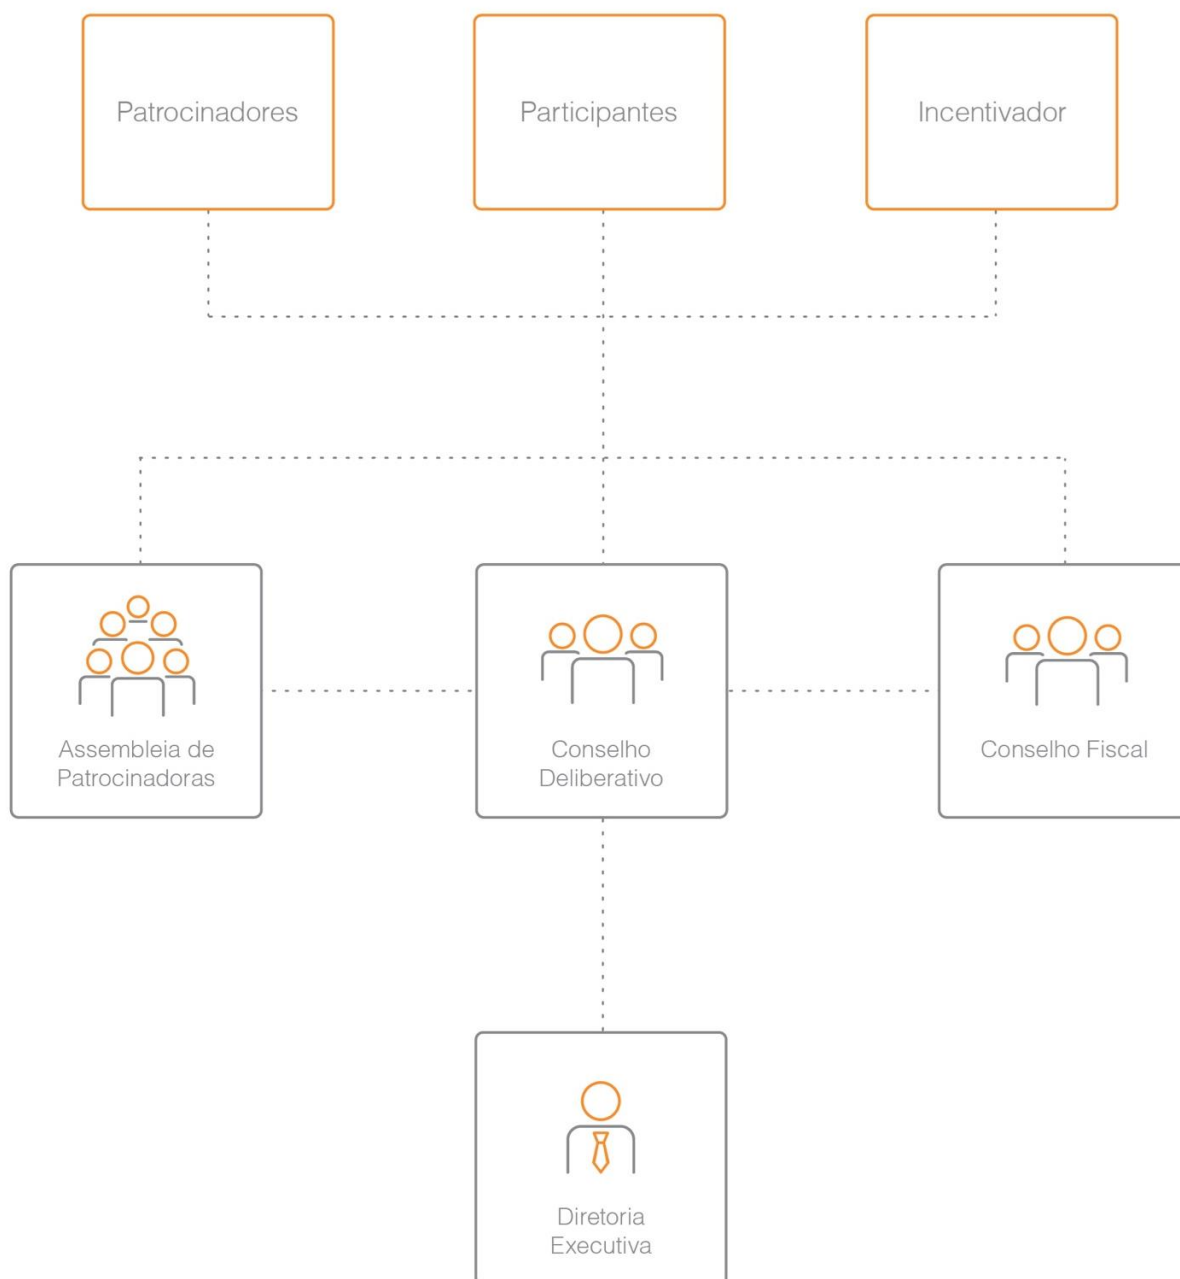 Patrocinadores
Participantes
Incentivador
Assembleia de
Patrocinadoras
Conselho
Deliberativo
Conselho Fiscal
Diretoria
Executiva